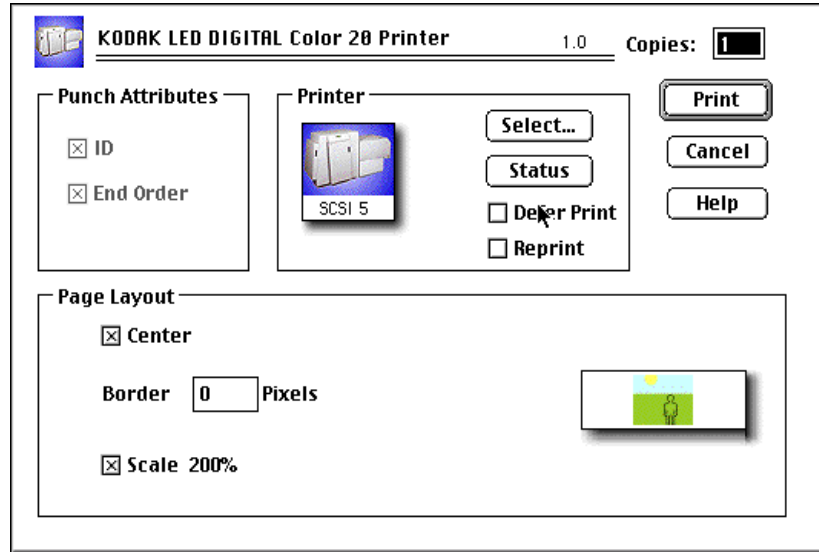 KODAK LED DIGITAL Color 20 Printer 1.0 Copies: 1
Punch Attributes
ID
End Order
Printer
SCSI 5
Select...
Status
Defer Print
Reprint
Print
Cancel
Help
Page Layout
Center
Border 0 Pixels
Scale 200%